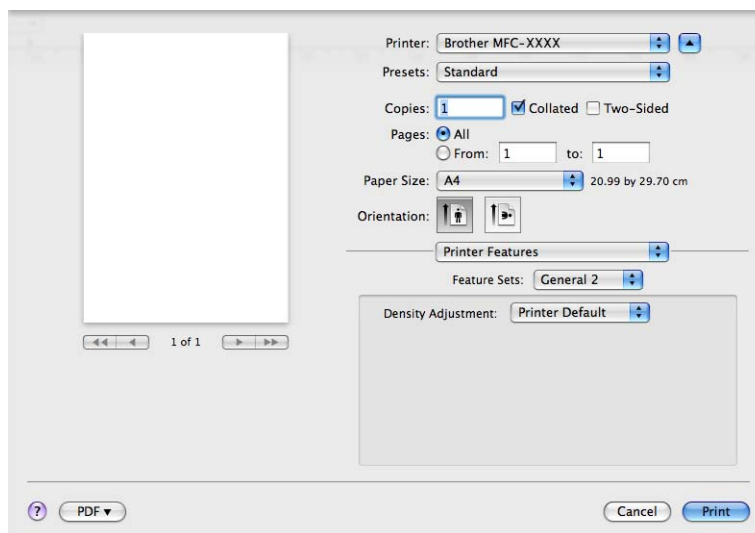 Printer: Brother MFC-XXXX
Presets: Standard
Copies: 1 Collated Two-Sided
Pages: All
From: 1 to: 1
Paper Size: A4 20.99 by 29.70 cm
Orientation:
Printer Features
Feature Sets: General 2
Density Adjustment: Printer Default
1 of 1
? PDF Cancel Print